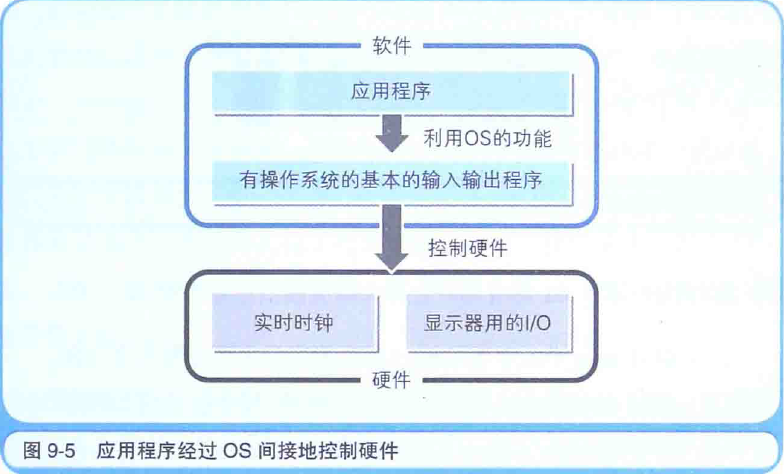 软件
应用程序
利用OS的功能
有操作系统的基本的输入输出程序
控制硬件
实时时钟
显示器用的I/O
硬件
图 9-5 应用程序经过 OS 间接地控制硬件